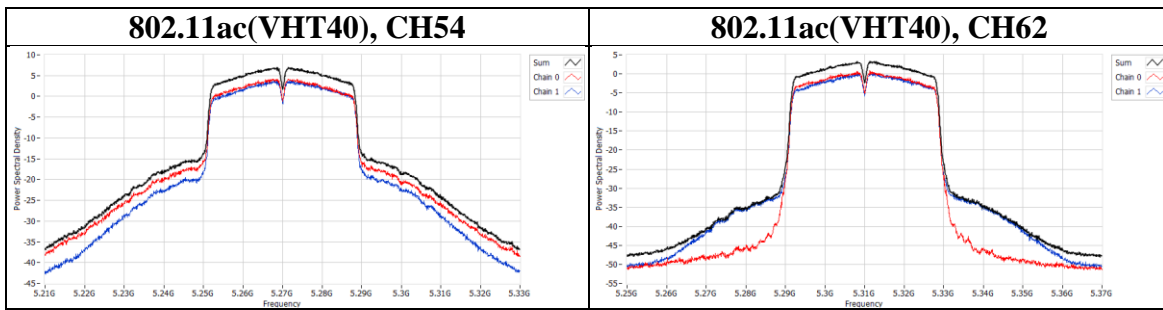 802.11ac(VHT40), CH54
802.11ac(VHT40), CH62
Power Spectral Density
10-
5-
0-
-5-
-10-
-15-
-20-
-25-
-30-
-35-
-40-
-45-
5.21G 5.22G 5.23G 5.24G 5.25G 5.26G 5.27G 5.28G 5.29G 5.3G 5.31G 5.32G 5.33G
Frequency
Sum
Chain 0
Chain 1
Power Spectral Density
5-
0-
-5-
-10-
-15-
-20-
-25-
-30-
-35-
-40-
-45-
-50-
-55-
5.25G 5.26G 5.27G 5.28G 5.29G 5.3G 5.31G 5.32G 5.33G 5.34G 5.35G 5.36G 5.37G
Frequency
Sum
Chain 0
Chain 1